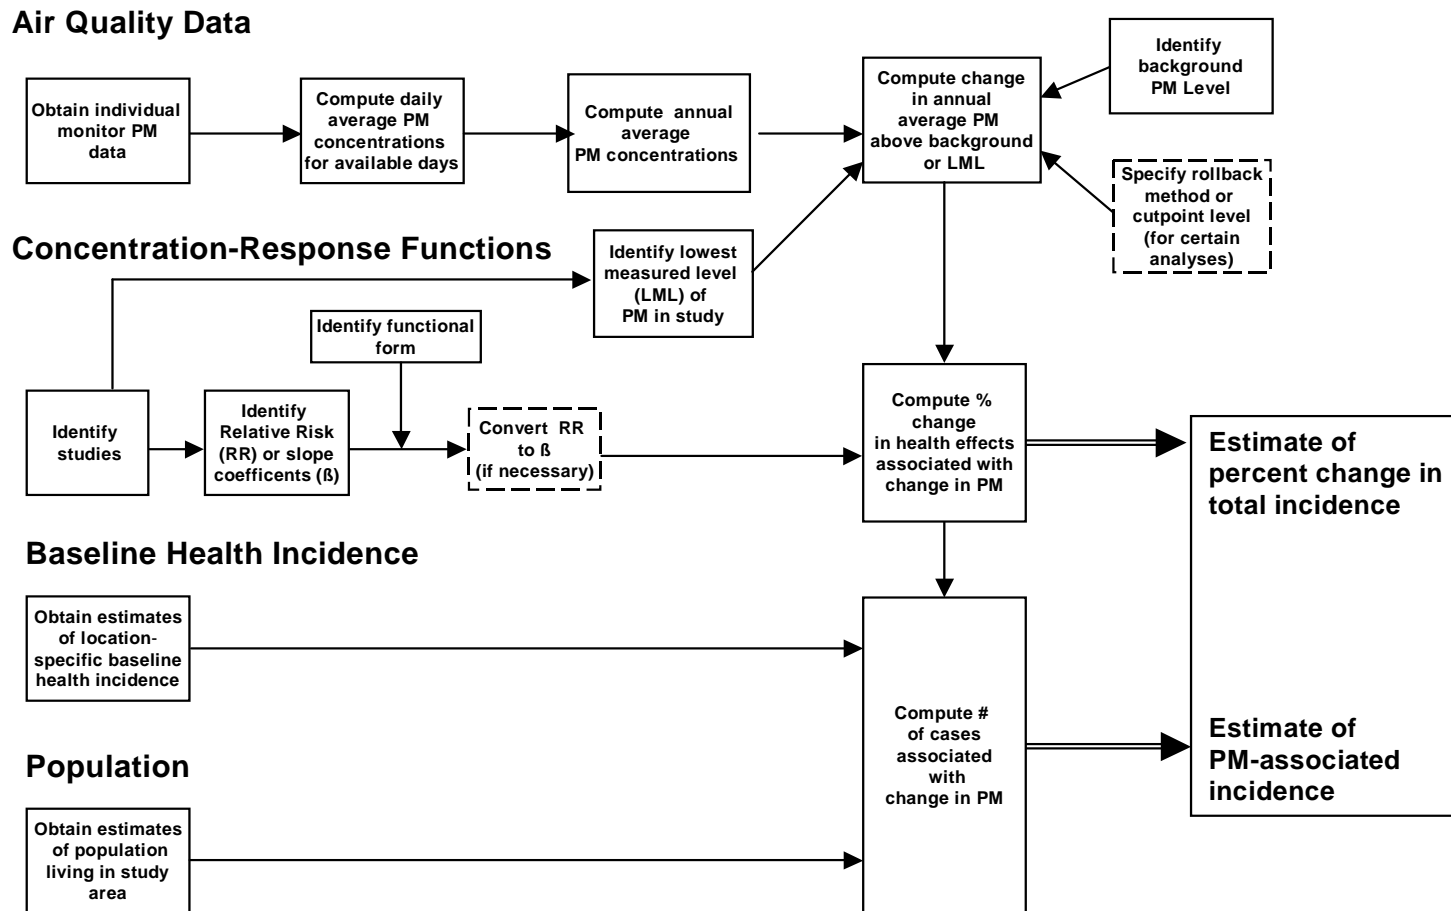 Air Quality Data
Obtain individual
monitor PM
data
Compute daily
average PM
concentrations
for available days
Compute annual
average
PM concentrations
Compute change
in annual
average PM
above background
or LML
Identify
background
PM Level
Specify rollback
method or
cutpoint level
(for certain
analyses)
Concentration-Response Functions
Identify lowest
measured level
(LML) of
PM in study
Identify functional
form
Identify
studies
Identify
Relative Risk
(RR) or slope
coefficents (ß)
Convert RR
to ß
(if necessary)
Compute %
change
in health effects
associated with
change in PM
Estimate of
percent change in
total incidence
Baseline Health Incidence
Obtain estimates
of location-
specific baseline
health incidence
Compute #
of cases
associated
with
change in PM
Estimate of
PM-associated
incidence
Population
Obtain estimates
of population
living in study
area